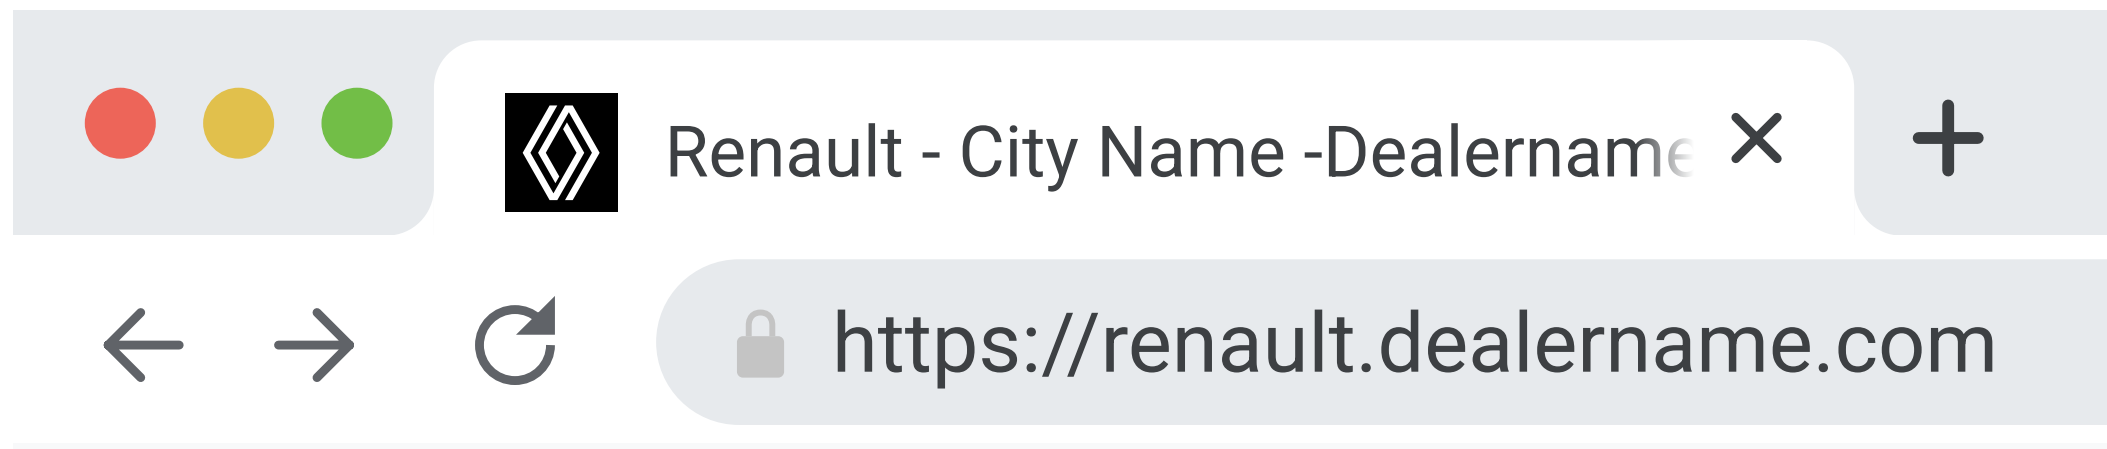 Renault - City Name -Dealername
https://renault.dealername.com